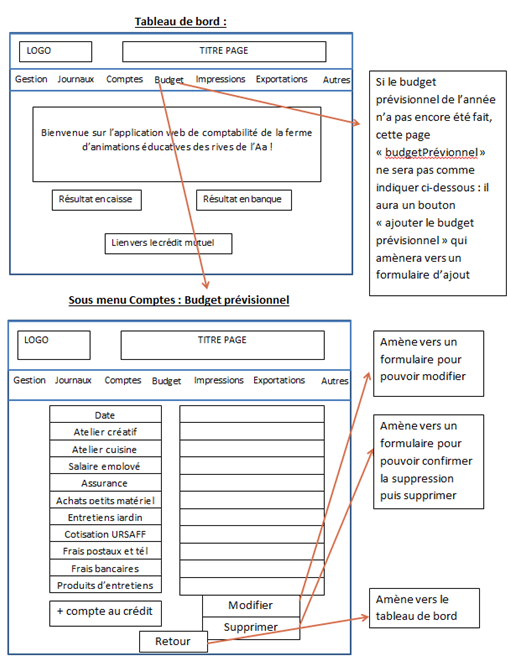 Tableau de bord :
LOGO
TITRE PAGE
Gestion Journaux Comptes Budget Impressions Exportations Autres
Bienvenue sur l'application web de comptabilité de la ferme
d'animations éducatives des rives de l'Aa !
Résultat en caisse
Résultat en banque
Lien vers le crédit mutuel
Si le budget
prévisionnel de l'année
n'a pas encore été fait,
cette page
« budgetPrévionnel »
ne sera pas comme
indiquer ci-dessous : il
aura un bouton
« ajouter le budget
prévisionnel » qui
amènera vers un
formulaire d'ajout
Sous menu Comptes : Budget prévisionnel
LOGO
TITRE PAGE
Gestion Journaux Comptes Budget Impressions Exportations Autres
Date
Atelier créatif
Atelier cuisine
Salaire employé
Assurance
Achats petits matériel
Entretiens jardin
Cotisation URSAFF
Frais postaux et tél
Frais bancaires
Produits d'entretiens
+ compte au crédit
Modifier
Supprimer
Retour
Amène vers un
formulaire pour
pouvoir modifier
Amène vers un
formulaire pour
pouvoir confirmer
la suppression
puis supprimer
Amène vers le
tableau de bord